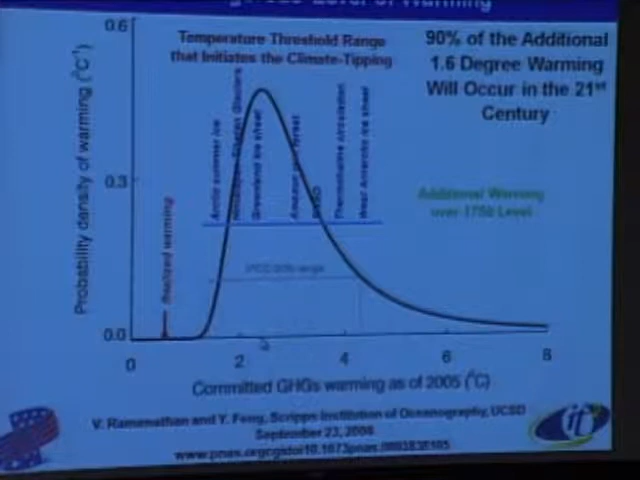 Level of Warming
0.6
Temperature Threshold Range
that Initiates the Climate-Tipping
90% of the Additional
1.6 Degree Warming
Will Occur in the 21st
Century
Probability density of warming (°C⁻¹)
Arctic summer ice
Greenland ice sheet
Thermohaline circulation
West Antarctic ice sheet
0.3
Realized warming
Additional Warming
over 1750 Level
IPCC 90% range
0.0
0 2 4 6 8
Committed GHGs warming as of 2005 (°C)
V. Ramanathan and Y. Feng, Scripps Institution of Oceanography, UCSD
September 23, 2008
it